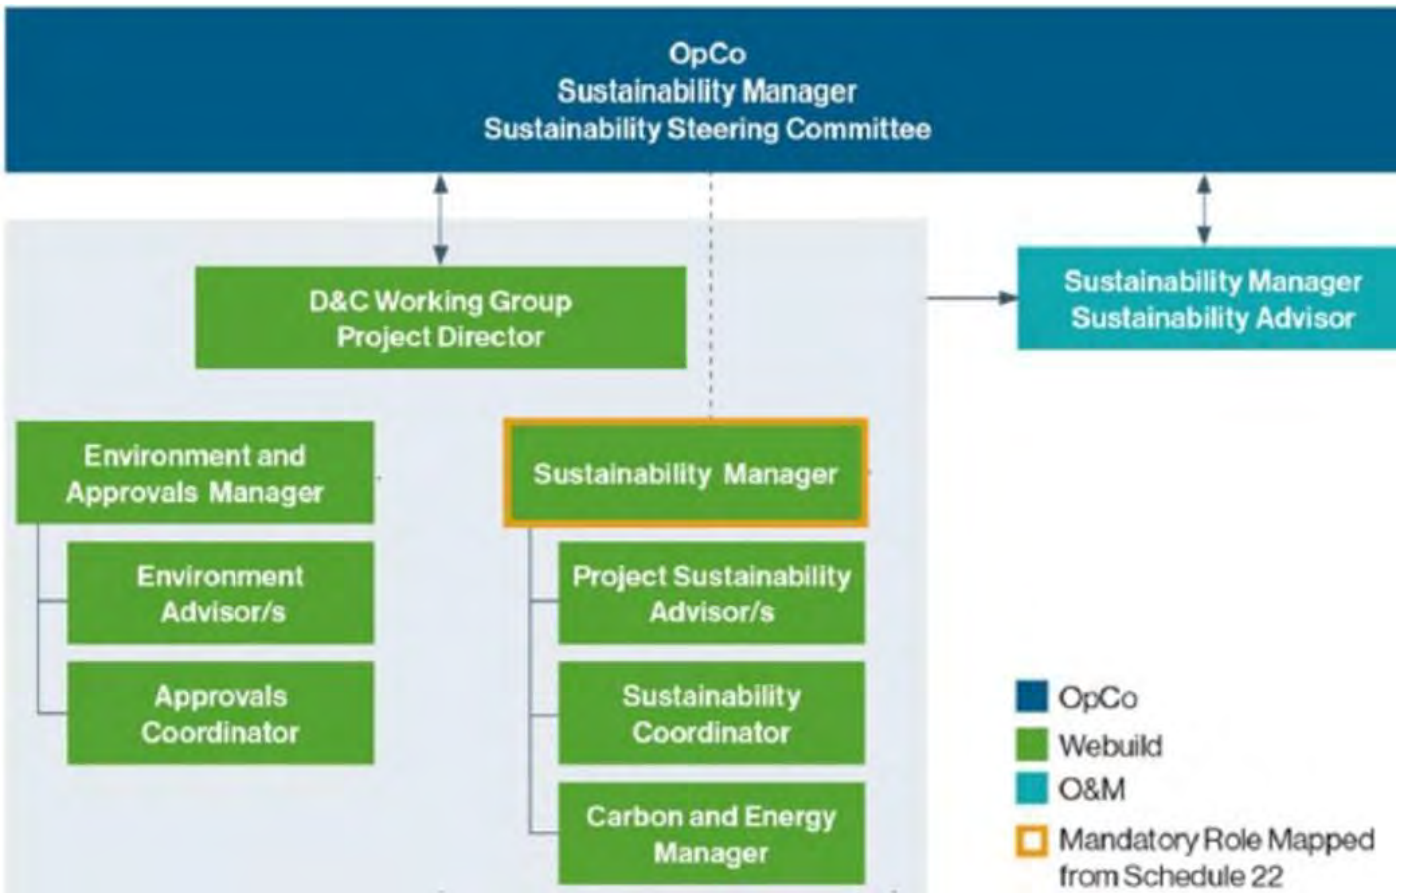 OpCo
Sustainability Manager
Sustainability Steering Committee
D&C Working Group
Project Director
Sustainability Manager
Sustainability Advisor
Environment and
Approvals Manager
Environment
Advisor/s
Approvals
Coordinator
Sustainability Manager
Project Sustainability
Advisor/s
Sustainability
Coordinator
Carbon and Energy
Manager
OpCo
Webuild
O&M
Mandatory Role Mapped
from Schedule 22